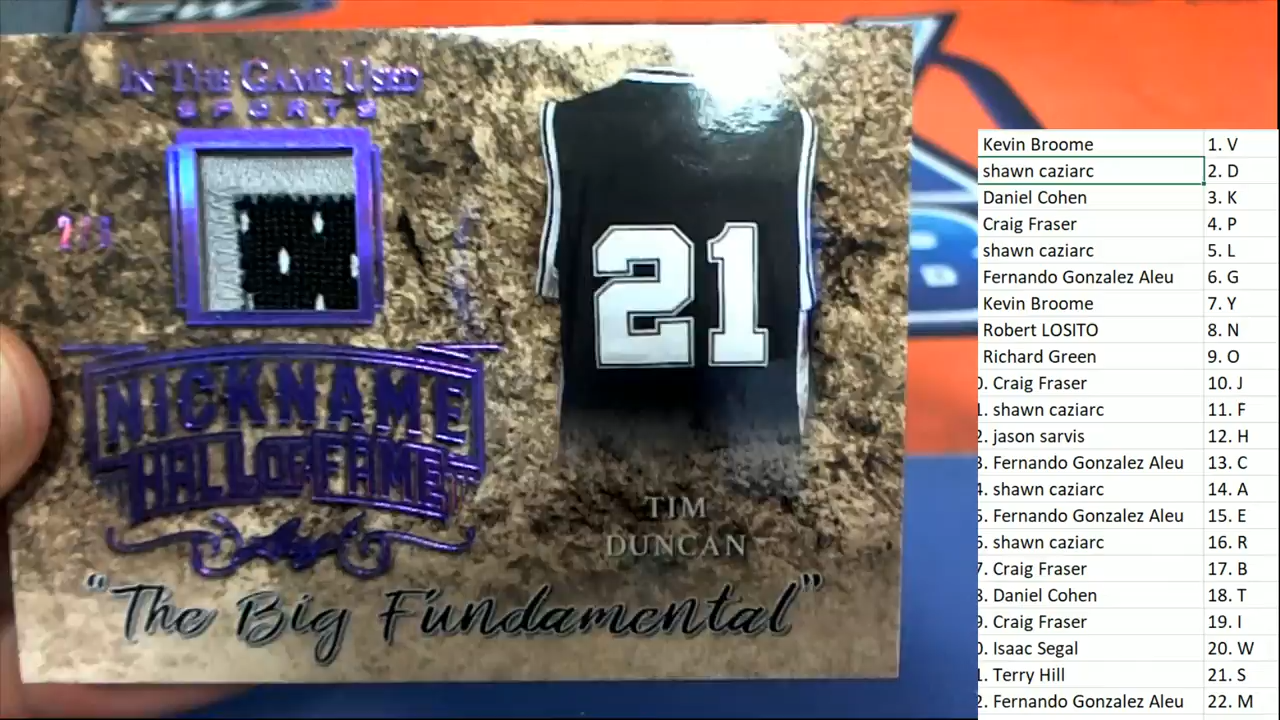 IN THE GAME USED
SPORTS
21
NICKNAME
HALL OF FAME
TIM
DUNCAN
"The Big Fundamental"
Kevin Broome 1. V
shawn caziarc 2. D
Daniel Cohen 3. K
Craig Fraser 4. P
shawn caziarc 5. L
Fernando Gonzalez Aleu 6. G
Kevin Broome 7. Y
Robert LOSITO 8. N
Richard Green 9. O
Craig Fraser 10. J
shawn caziarc 11. F
jason sarvis 12. H
Fernando Gonzalez Aleu 13. C
shawn caziarc 14. A
Fernando Gonzalez Aleu 15. E
shawn caziarc 16. R
Craig Fraser 17. B
Daniel Cohen 18. T
Craig Fraser 19. I
Isaac Segal 20. W
Terry Hill 21. S
Fernando Gonzalez Aleu 22. M